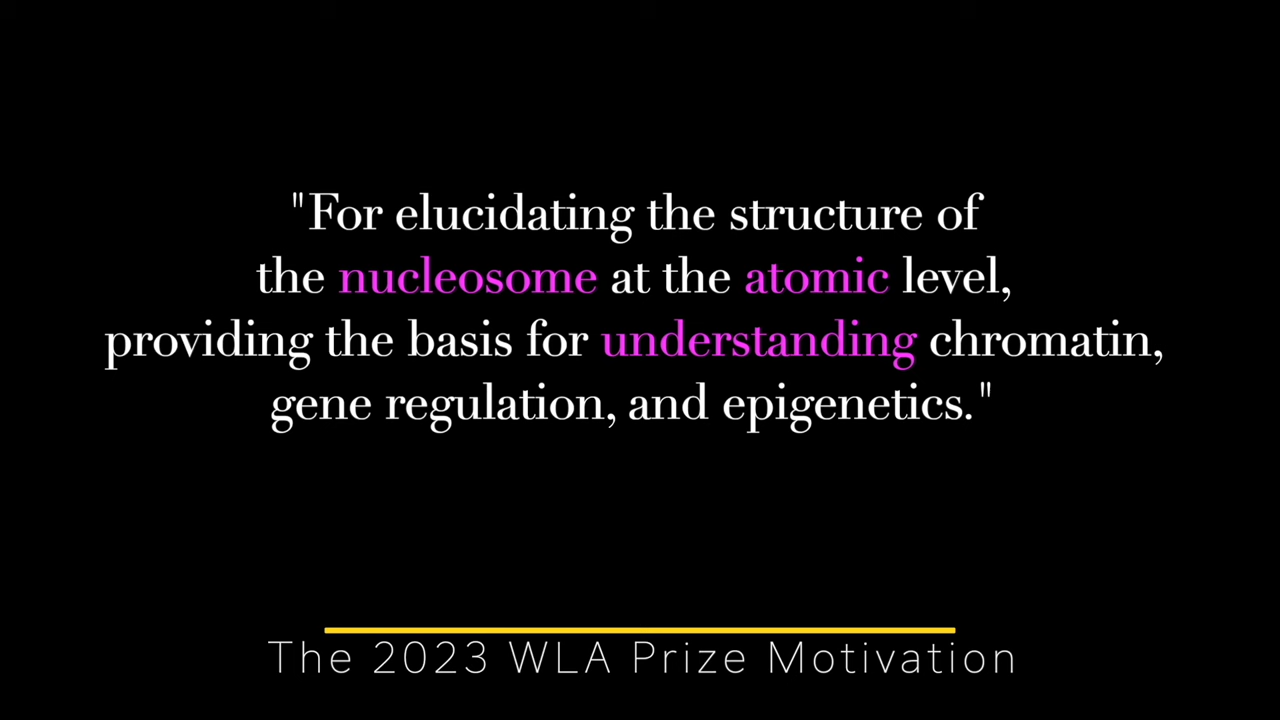 "For elucidating the structure of
the nucleosome at the atomic level,
providing the basis for understanding chromatin,
gene regulation, and epigenetics."
The 2023 WLA Prize Motivation